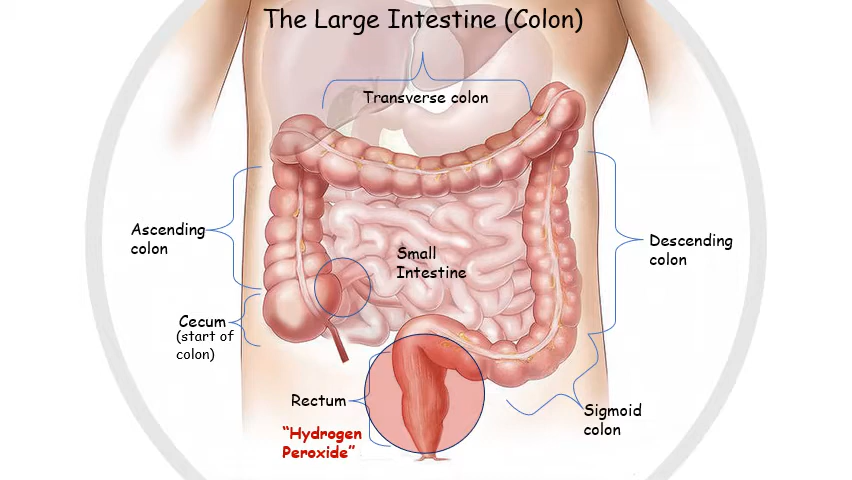 The Large Intestine (Colon)
Transverse colon
Ascending
colon
Small
Intestine
Descending
colon
Cecum
(start of
colon)
Rectum
“Hydrogen
Peroxide”
Sigmoid
colon